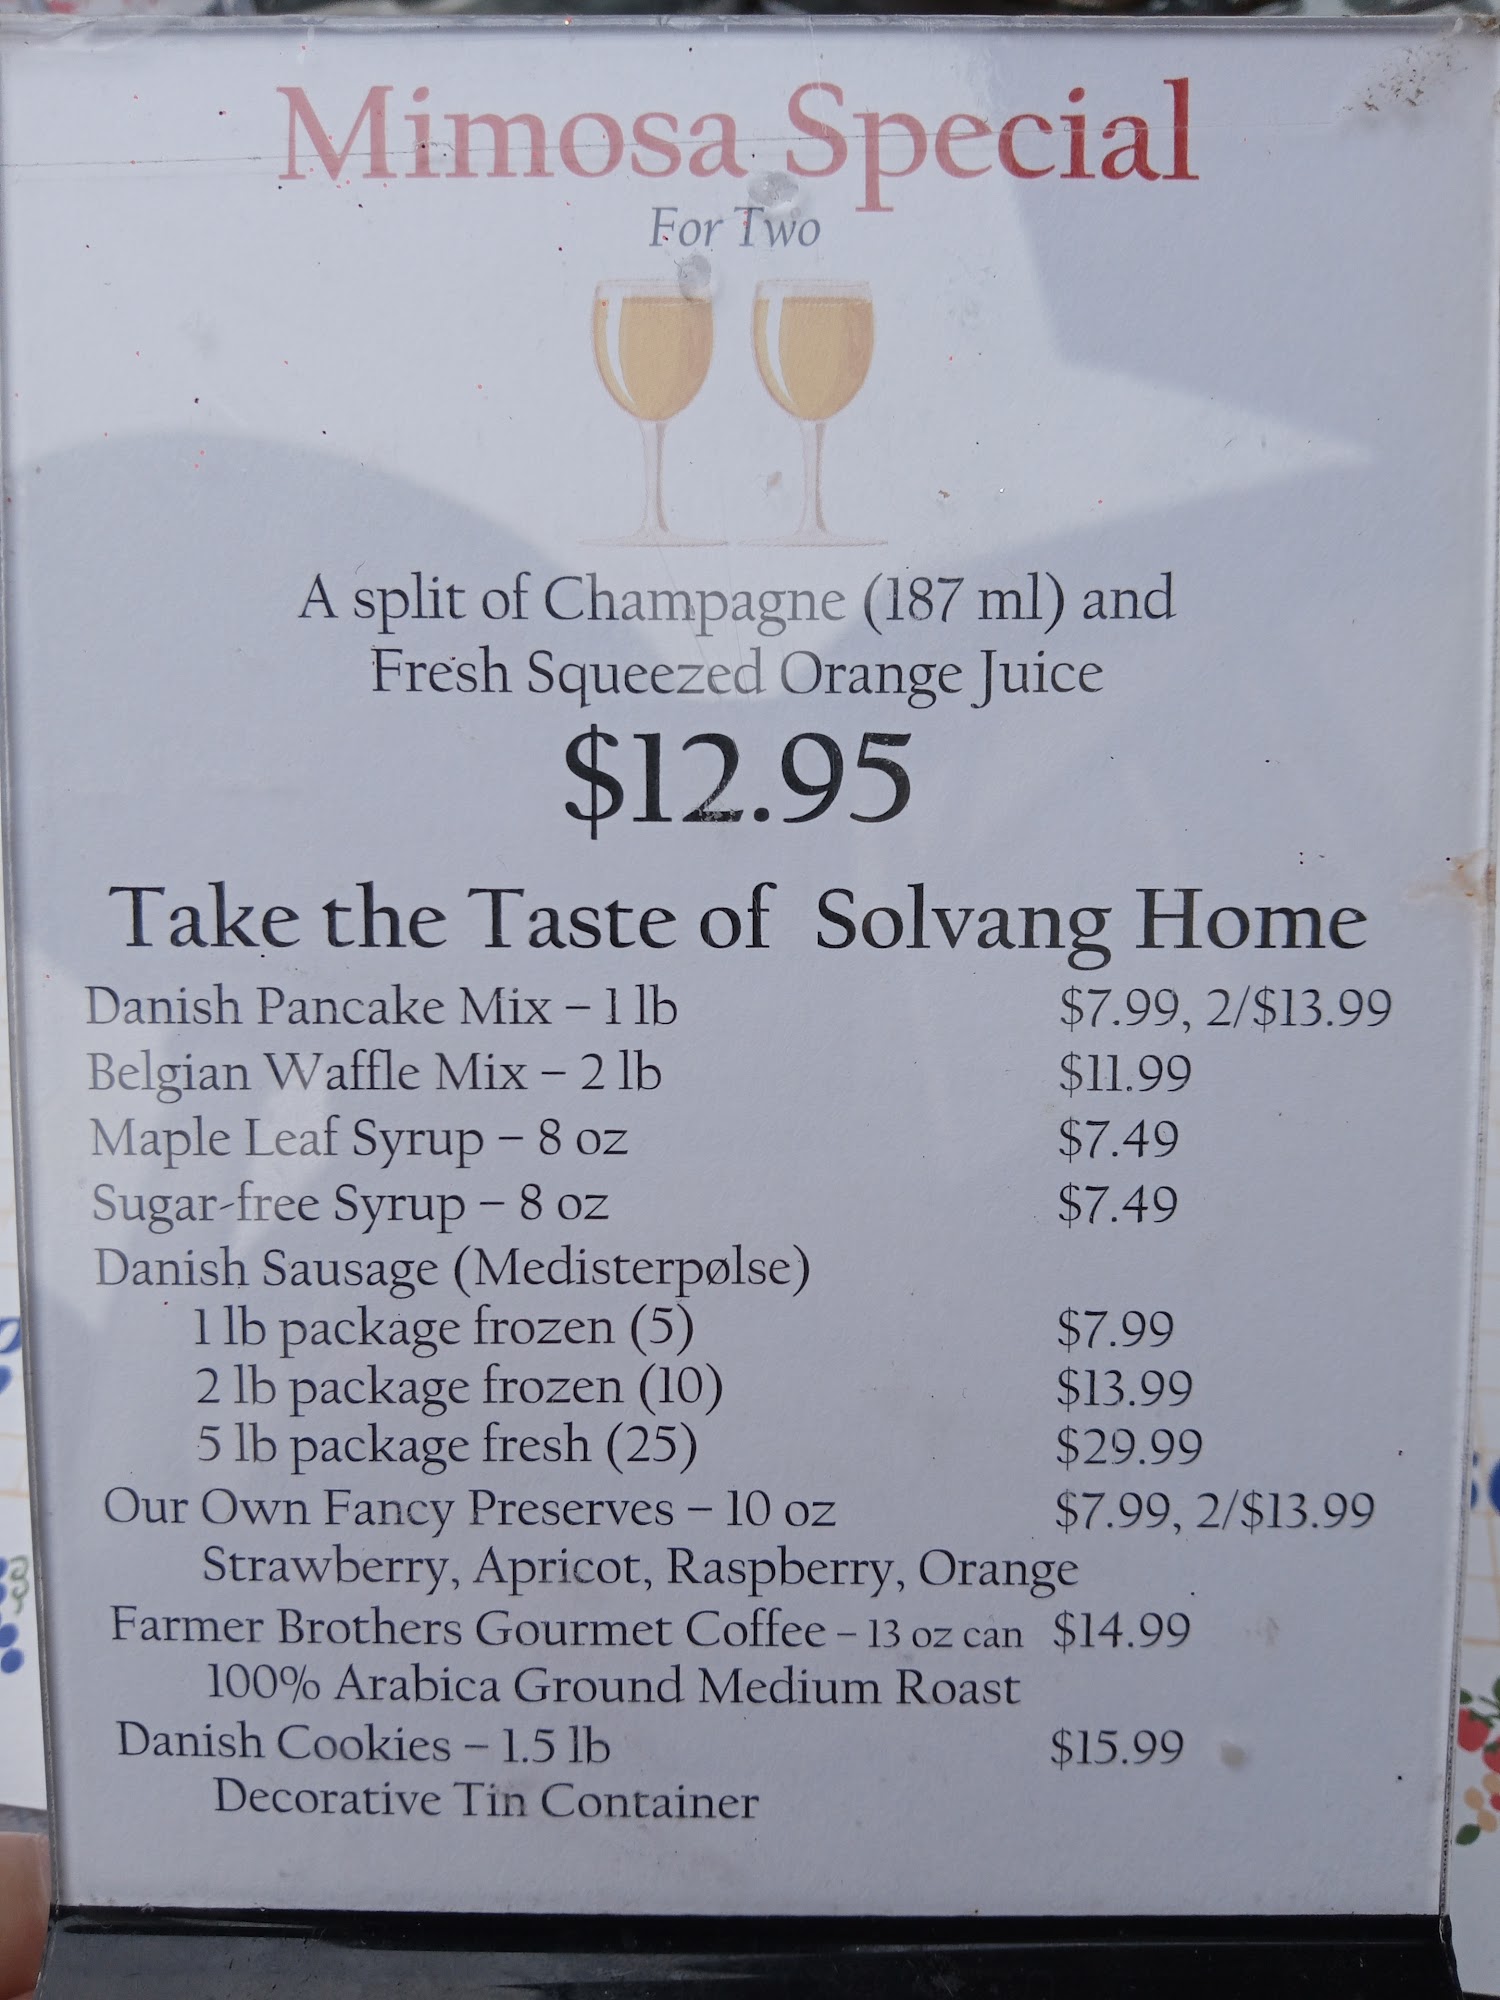 Mimosa Special
For Two
A split of Champagne (187 ml) and
Fresh Squeezed Orange Juice
$12.95
Take the Taste of Solvang Home
Danish Pancake Mix – 1 lb $7.99, 2/$13.99
Belgian Waffle Mix – 2 lb $11.99
Maple Leaf Syrup – 8 oz $7.49
Sugar-free Syrup – 8 oz $7.49
Danish Sausage (Medisterpølse)
1 lb package frozen (5) $7.99
2 lb package frozen (10) $13.99
5 lb package fresh (25) $29.99
Our Own Fancy Preserves – 10 oz $7.99, 2/$13.99
Strawberry, Apricot, Raspberry, Orange
Farmer Brothers Gourmet Coffee – 13 oz can $14.99
100% Arabica Ground Medium Roast
Danish Cookies – 1.5 lb $15.99
Decorative Tin Container